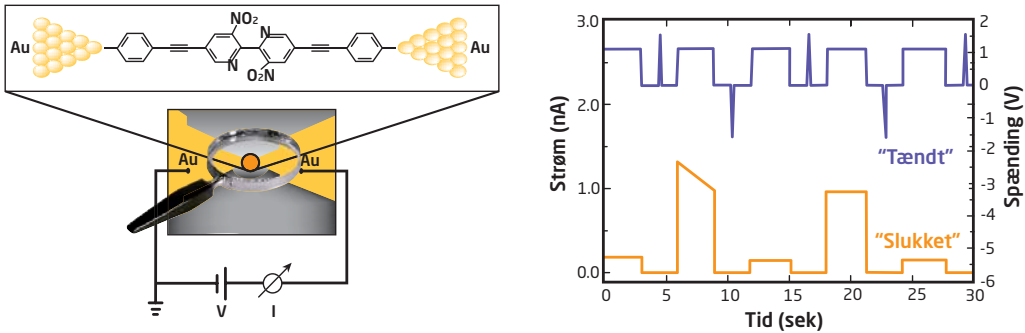 Au
NO₂
N
N
O₂N
Au
Au
Au
V
I
Strøm (nA)
3.0
2.0
1.0
0.0
"Tændt"
"Slukket"
0
5
10
15
20
25
30
Tid (sek)
2
1
0
-1
-2
-3
-4
-5
-6
Spænding (V)